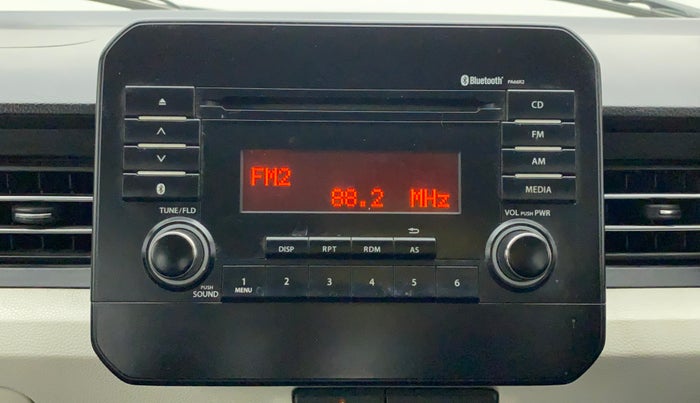 Bluetooth PA66R2
CD
FM
AM
MEDIA
FM2
88.2 MHz
TUNE/FLD
VOL PUSH PWR
DISP RPT RDM AS
PUSH SOUND
1 2 3 4 5 6
MENU